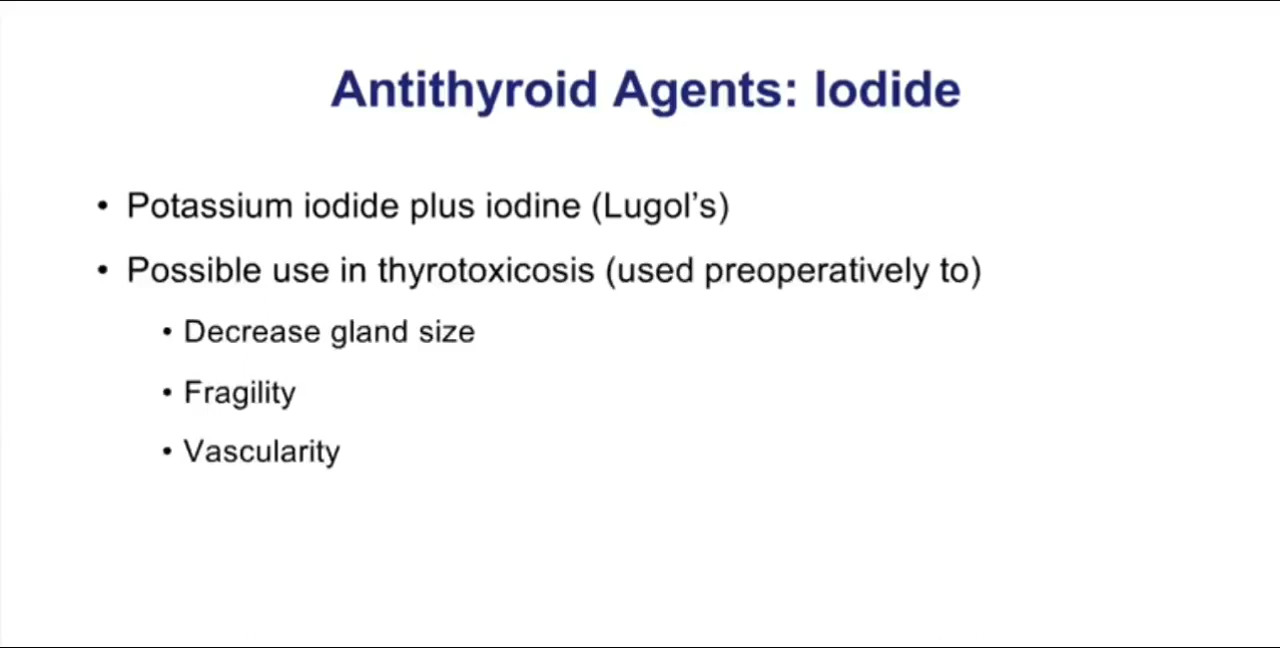 Antithyroid Agents: Iodide
• Potassium iodide plus iodine (Lugol’s)
• Possible use in thyrotoxicosis (used preoperatively to)
• Decrease gland size
• Fragility
• Vascularity